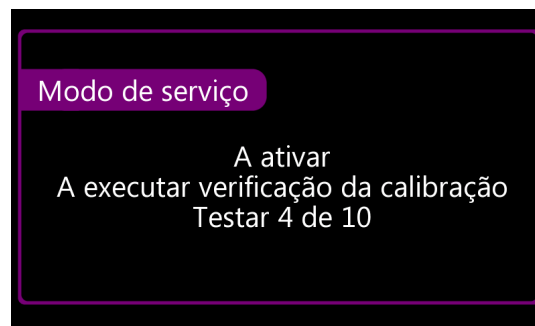 Modo de serviço
A ativar
A executar verificação da calibração
Testar 4 de 10